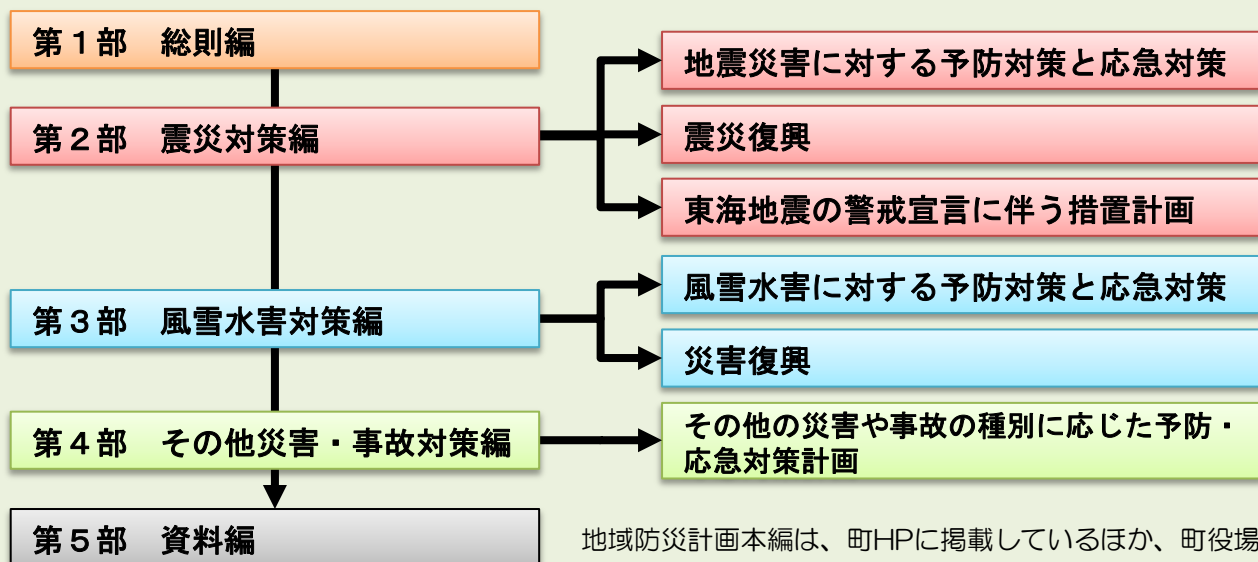 第１部　総則編
第２部　震災対策編
地震災害に対する予防対策と応急対策
震災復興
東海地震の警戒宣言に伴う措置計画
第３部　風雪水害対策編
風雪水害に対する予防対策と応急対策
災害復興
第４部　その他災害・事故対策編
その他の災害や事故の種別に応じた予防・
応急対策計画
第５部　資料編
地域防災計画本編は、町HPに掲載しているほか、町役場